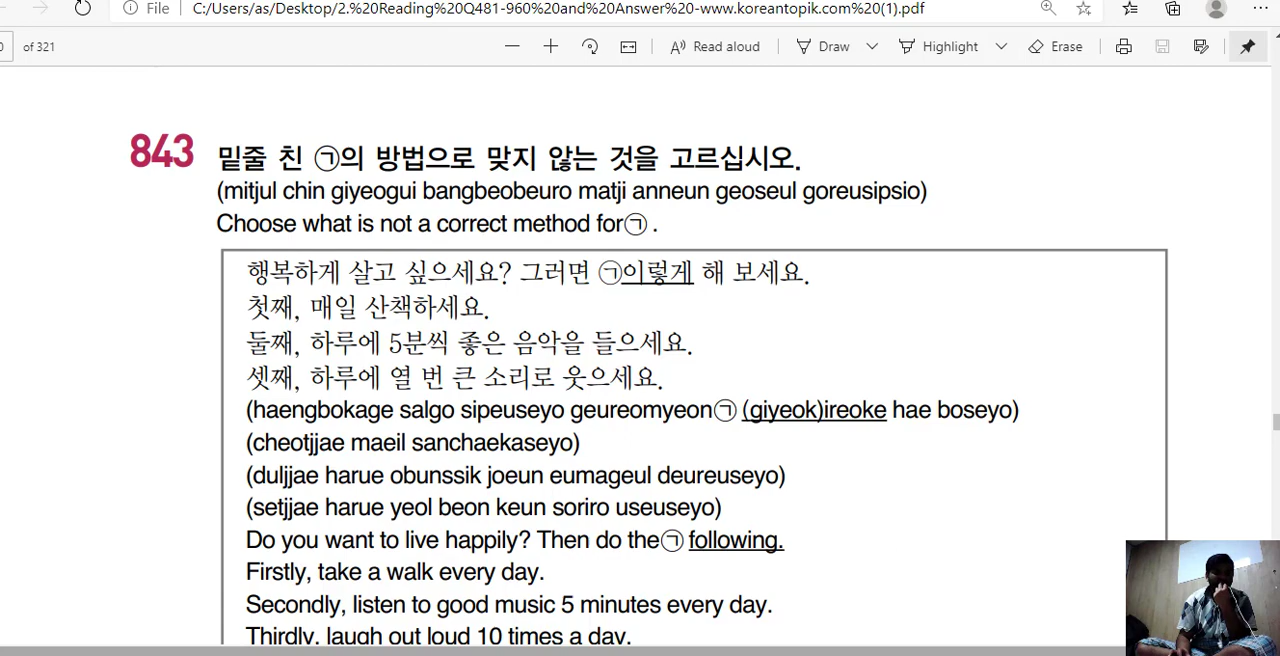 File C:/Users/as/Desktop/2.%20Reading%20Q481-960%20and%20Answer%20-www.koreantopik.com%20(1).pdf
of 321 Read aloud Draw Highlight Erase
843 밑줄 친 ㉠의 방법으로 맞지 않는 것을 고르십시오.
(mitjul chin giyeogui bangbeobeuro matji anneun geoseul goreusipsio)
Choose what is not a correct method for㉠.
행복하게 살고 싶으세요? 그러면 ㉠이렇게 해 보세요.
첫째, 매일 산책하세요.
둘째, 하루에 5분씩 좋은 음악을 들으세요.
셋째, 하루에 열 번 큰 소리로 웃으세요.
(haengbokage salgo sipeuseyo geureomyeon㉠ (giyeok)ireoke hae boseyo)
(cheotjjae maeil sanchaekaseyo)
(duljjae harue obunssik joeun eumageul deureuseyo)
(setjjae harue yeol beon keun soriro useuseyo)
Do you want to live happily? Then do the㉠ following.
Firstly, take a walk every day.
Secondly, listen to good music 5 minutes every day.
Thirdly, laugh out loud 10 times a day.